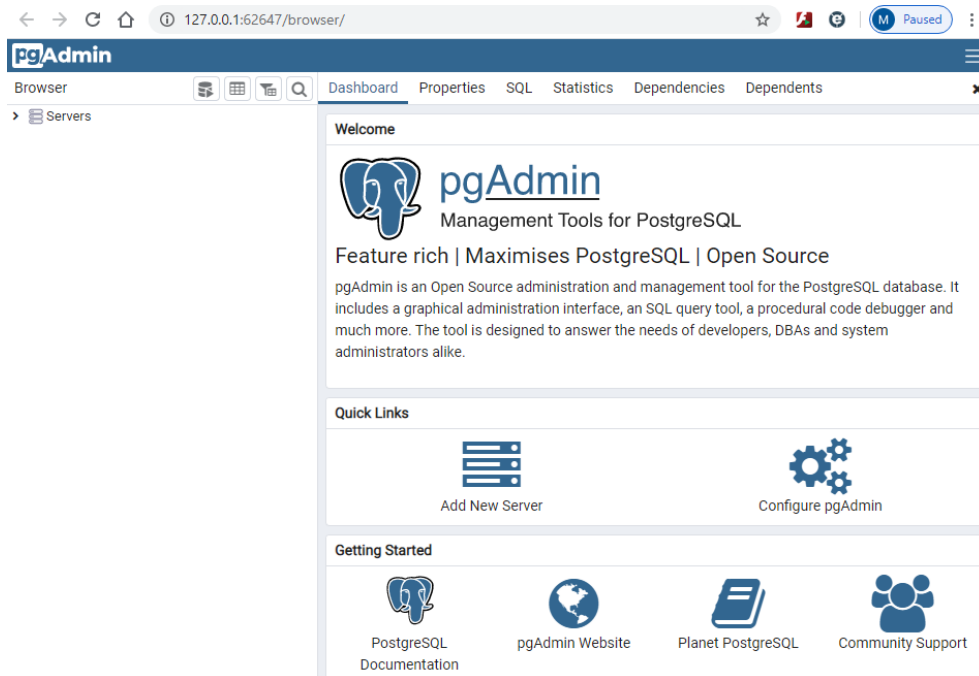 127.0.0.1:62647/browser/
M Paused
pgAdmin
Browser
Dashboard Properties SQL Statistics Dependencies Dependents
Servers
Welcome
pgAdmin
Management Tools for PostgreSQL
Feature rich | Maximises PostgreSQL | Open Source
pgAdmin is an Open Source administration and management tool for the PostgreSQL database. It
includes a graphical administration interface, an SQL query tool, a procedural code debugger and
much more. The tool is designed to answer the needs of developers, DBAs and system
administrators alike.
Quick Links
Add New Server
Configure pgAdmin
Getting Started
PostgreSQL
Documentation
pgAdmin Website
Planet PostgreSQL
Community Support